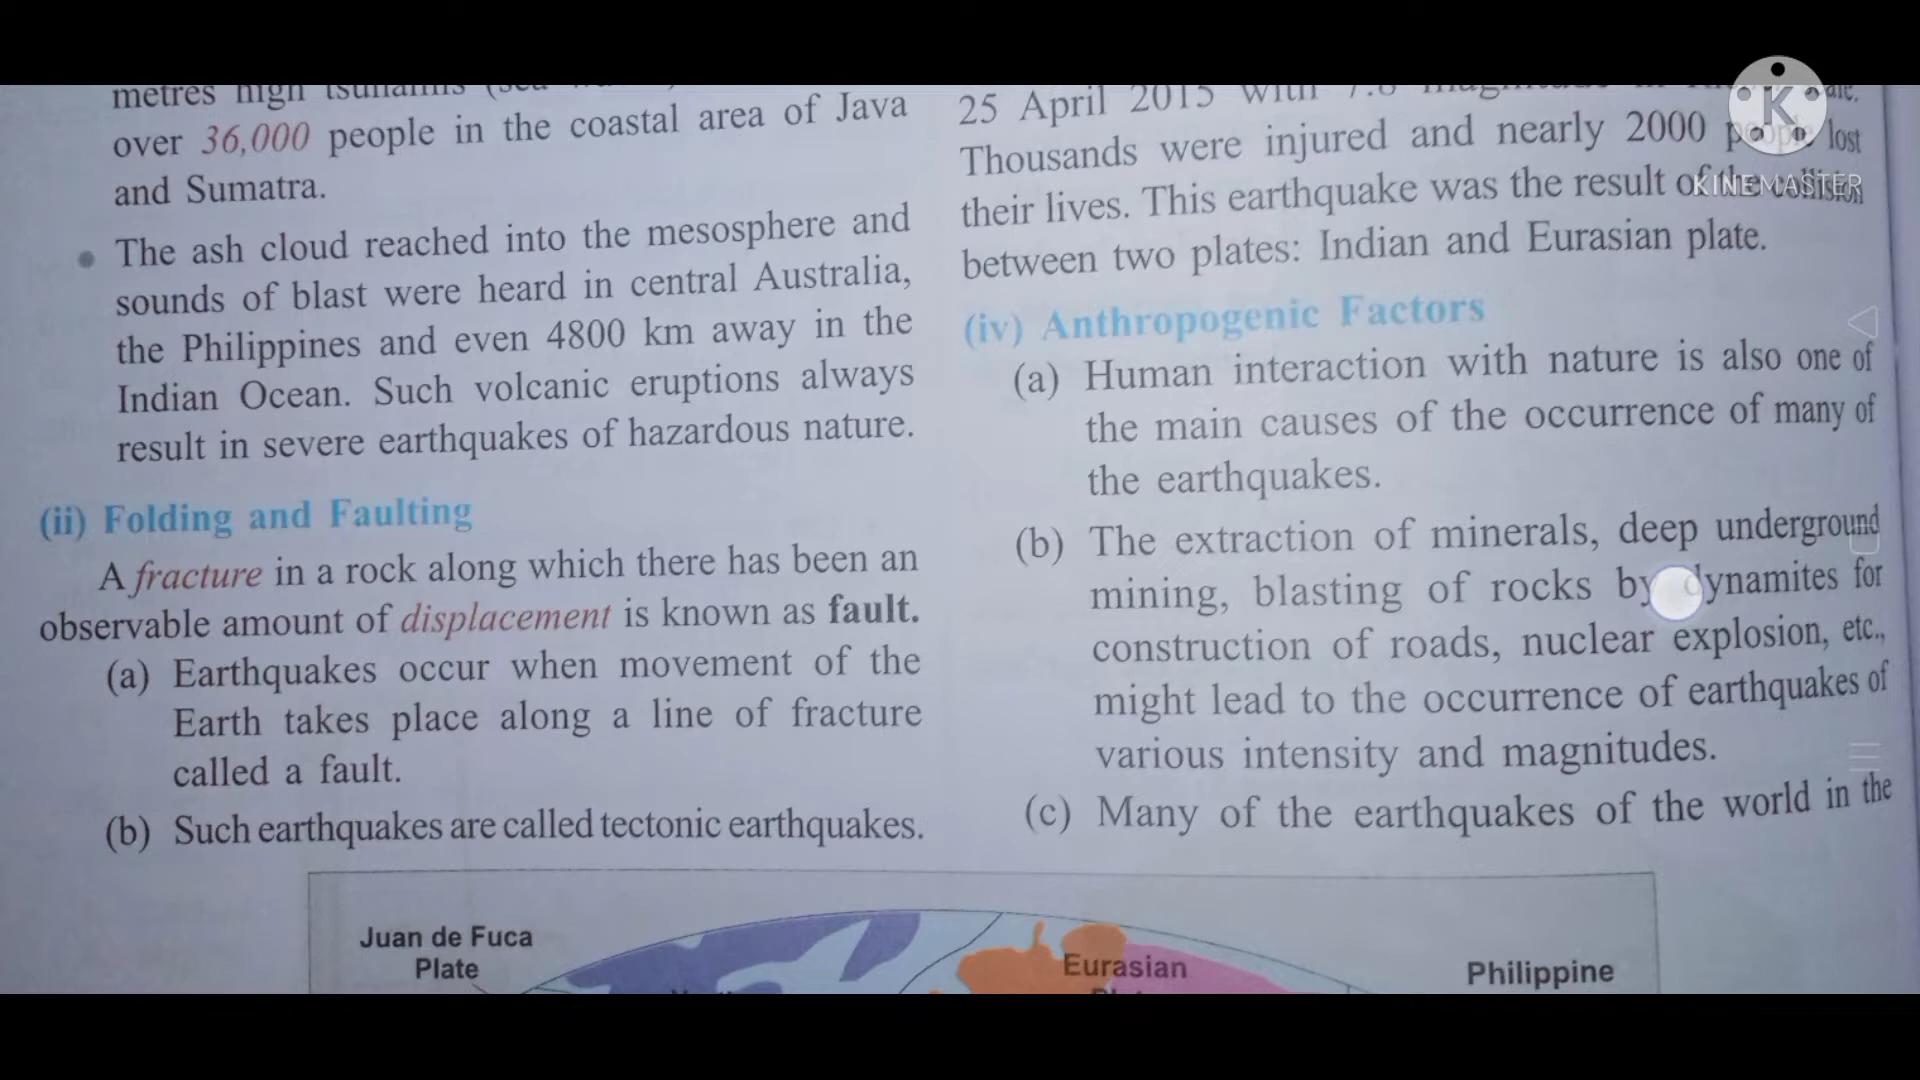 metres high tsunamis
over 36,000 people in the coastal area of Java
and Sumatra.
The ash cloud reached into the mesosphere and
sounds of blast were heard in central Australia,
the Philippines and even 4800 km away in the
Indian Ocean. Such volcanic eruptions always
result in severe earthquakes of hazardous nature.
(ii) Folding and Faulting
A fracture in a rock along which there has been an
observable amount of displacement is known as fault.
(a) Earthquakes occur when movement of the
Earth takes place along a line of fracture
called a fault.
(b) Such earthquakes are called tectonic earthquakes.
25 April 2015 with
Thousands were injured and nearly 2000 people lost
their lives. This earthquake was the result of the collision
between two plates: Indian and Eurasian plate.
(iv) Anthropogenic Factors
(a) Human interaction with nature is also one of
the main causes of the occurrence of many of
the earthquakes.
(b) The extraction of minerals, deep underground
mining, blasting of rocks by dynamites for
construction of roads, nuclear explosion, etc.,
might lead to the occurrence of earthquakes of
various intensity and magnitudes.
(c) Many of the earthquakes of the world in the
Juan de Fuca
Plate
Eurasian
Philippine
K
KINEMASTER